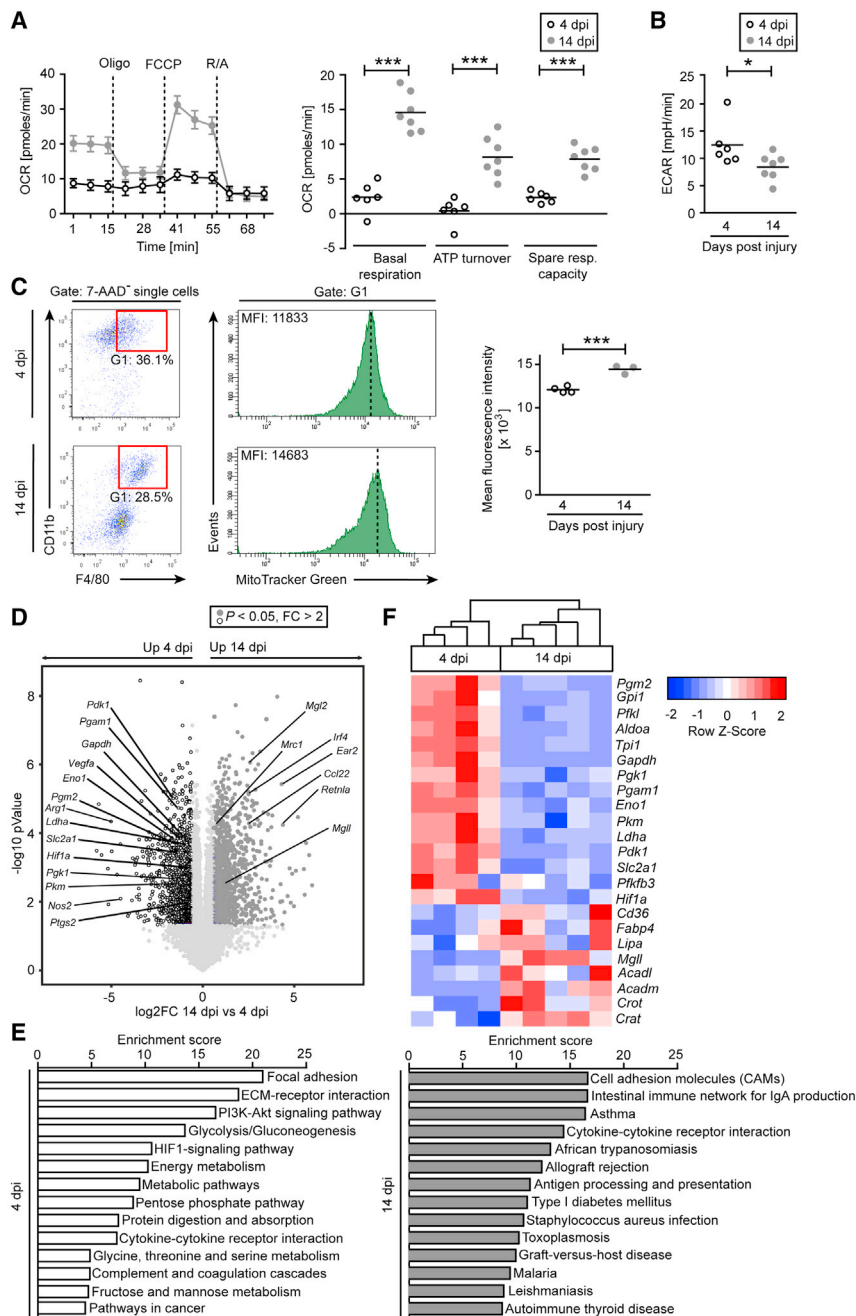 A
4 dpi
14 dpi
Oligo FCCP R/A
OCR [pmoles/min]
40
30
20
10
0
1 15 28 41 55 68
Time [min]
OCR [pmoles/min]
20
15
10
5
0
-5
*** *** ***
Basal respiration
ATP turnover
Spare resp. capacity
B
4 dpi
14 dpi
ECAR [mpH/min]
25
20
15
10
5
0
*
4 14
Days post injury
C
Gate: 7-AAD- single cells
Gate: G1
4 dpi
G1: 36.1%
MFI: 11833
14 dpi
G1: 28.5%
MFI: 14683
CD11b
F4/80
Events
MitoTracker Green
Mean fluorescence intensity
[x 10³]
15
10
5
0
***
4 14
Days post injury
D
P < 0.05, FC > 2
Up 4 dpi Up 14 dpi
-log10 pValue
8
6
4
2
0
-5 0 5
log2FC 14 dpi vs 4 dpi
Pdk1
Pgam1
Gapdh
Vegfa
Eno1
Pgm2
Arg1
Ldha
Slc2a1
Hif1a
Pgk1
Pkm
Nos2
Ptgs2
Mgl2
Irf4
Mrc1
Ear2
Ccl22
Retnla
Mgll
F
4 dpi 14 dpi
-2 -1 0 1 2
Row Z-Score
Pgm2
Gpi1
Pfkl
Aldoa
Tpi1
Gapdh
Pgk1
Pgam1
Eno1
Pkm
Ldha
Pdk1
Slc2a1
Pfkfb3
Hif1a
Cd36
Fabp4
Lipa
Mgll
Acadl
Acadm
Crot
Crat
E
Enrichment score
0 5 10 15 20 25
4 dpi
Focal adhesion
ECM-receptor interaction
PI3K-Akt signaling pathway
Glycolysis/Gluconeogenesis
HIF1-signaling pathway
Energy metabolism
Metabolic pathways
Pentose phosphate pathway
Protein digestion and absorption
Cytokine-cytokine receptor interaction
Glycine, threonine and serine metabolism
Complement and coagulation cascades
Fructose and mannose metabolism
Pathways in cancer
Enrichment score
0 5 10 15 20 25
14 dpi
Cell adhesion molecules (CAMs)
Intestinal immune network for IgA production
Asthma
Cytokine-cytokine receptor interaction
African trypanosomiasis
Allograft rejection
Antigen processing and presentation
Type I diabetes mellitus
Staphylococcus aureus infection
Toxoplasmosis
Graft-versus-host disease
Malaria
Leishmaniasis
Autoimmune thyroid disease